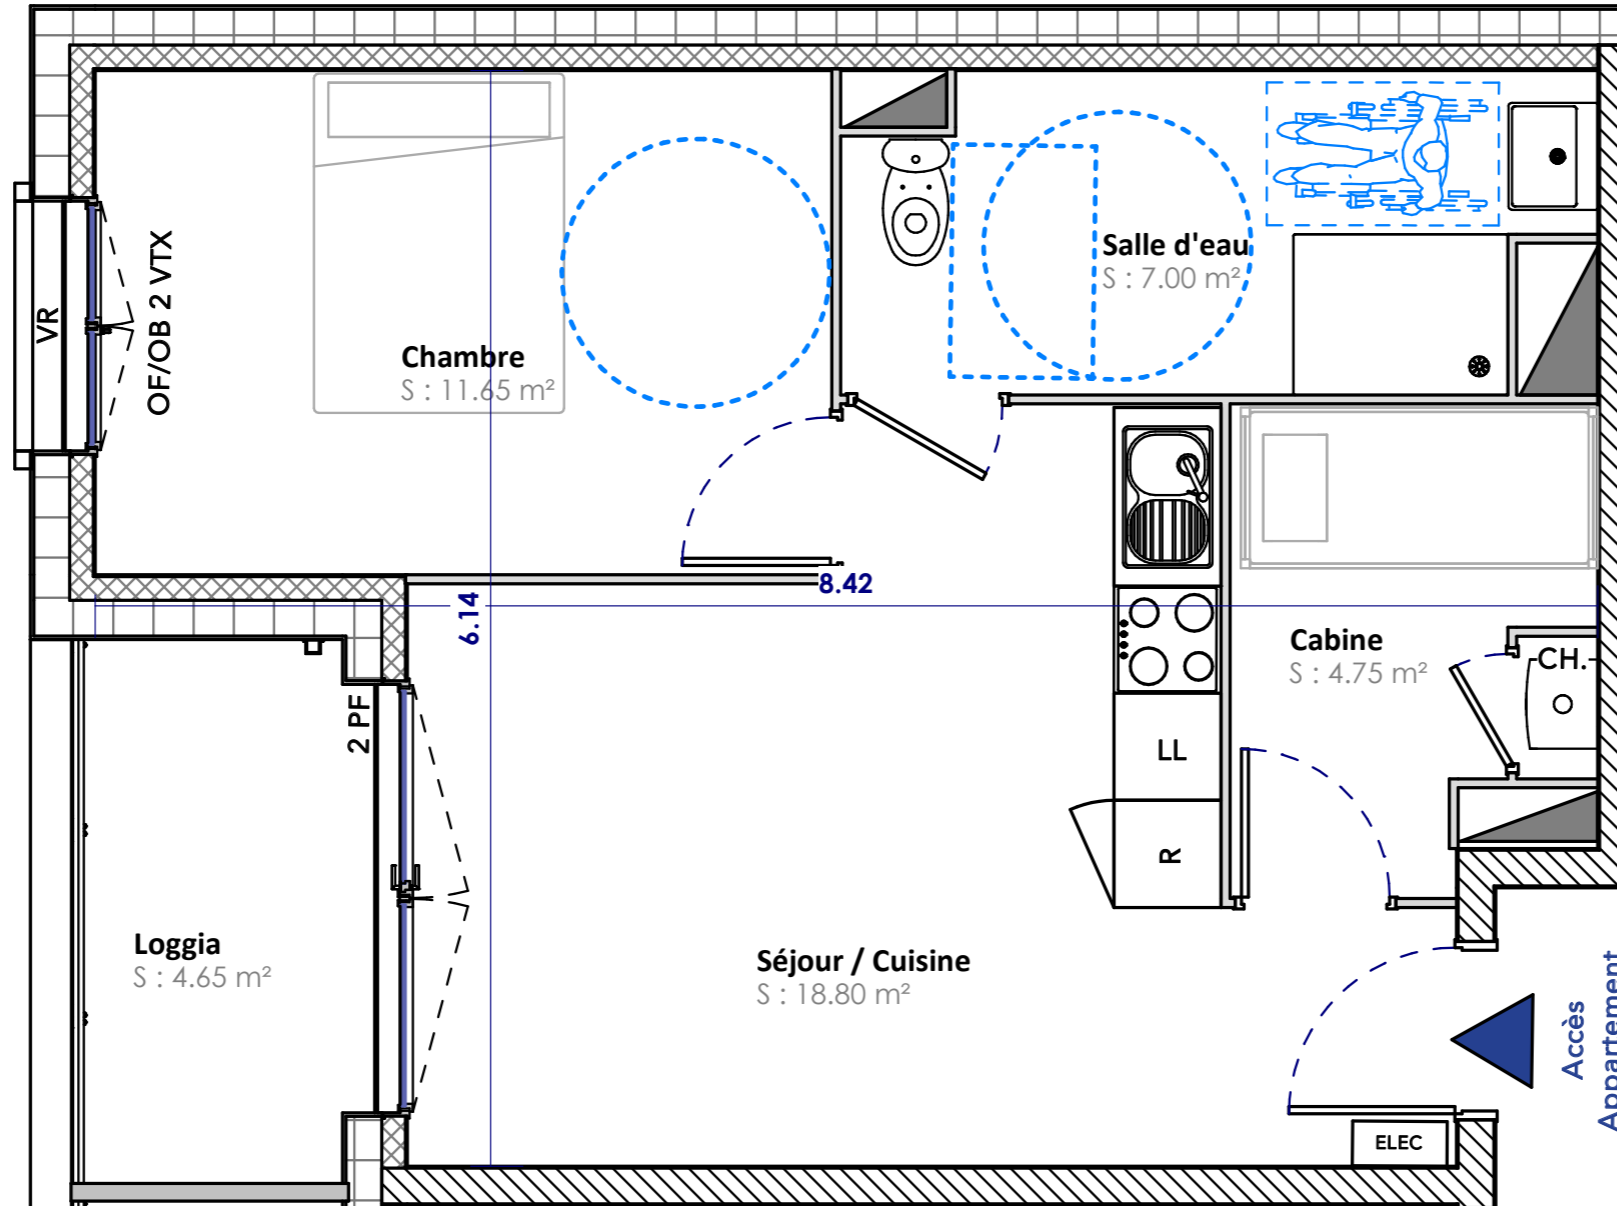 Salle d'eau
S : 7.00 m²
VR
OF/OB 2 VTX
Chambre
S : 11.65 m²
8.42
6.14
Cabine
S : 4.75 m²
CH.
2 PF
LL
R
Loggia
S : 4.65 m²
Séjour / Cuisine
S : 18.80 m²
Accès
Appartement
ELEC